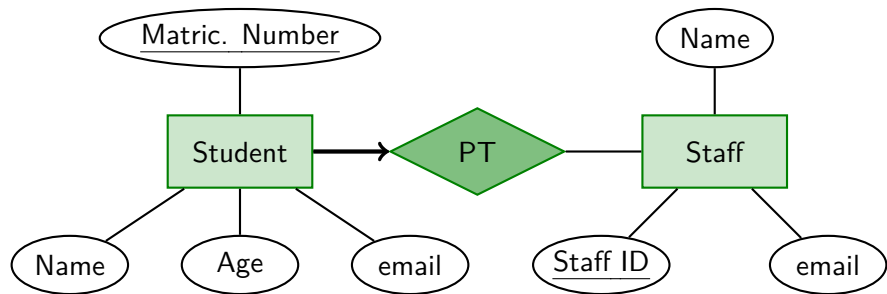 Matric. Number
Name
Student
PT
Staff
Name
Age
email
Staff ID
email